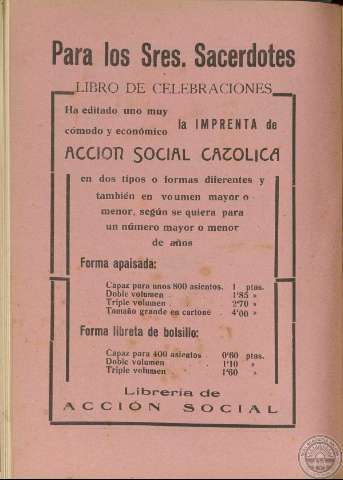 Para los Sres. Sacerdotes
LIBRO DE CELEBRACIONES
Ha editado uno muy
cómodo y económico la IMPRENTA de
ACCION SOCIAL CATOLICA
en dos tipos o formas diferentes y
también en voumen mayor o
menor, según se quiera para
un número mayor o menor
de años
Forma apaisada:
Capaz para unos 800 asientos. 1 ptas.
Doble volumen . . 1'85 »
Triple volumen . . 2'70 »
Tamaño grande en cartone . 4'00 »
Forma libreta de bolsillo:
Capaz para 400 asientos 0'60 ptas.
Doble volumen . 1'10 »
Triple volumen . 1'60 »
Librería de
ACCIÓN SOCIAL